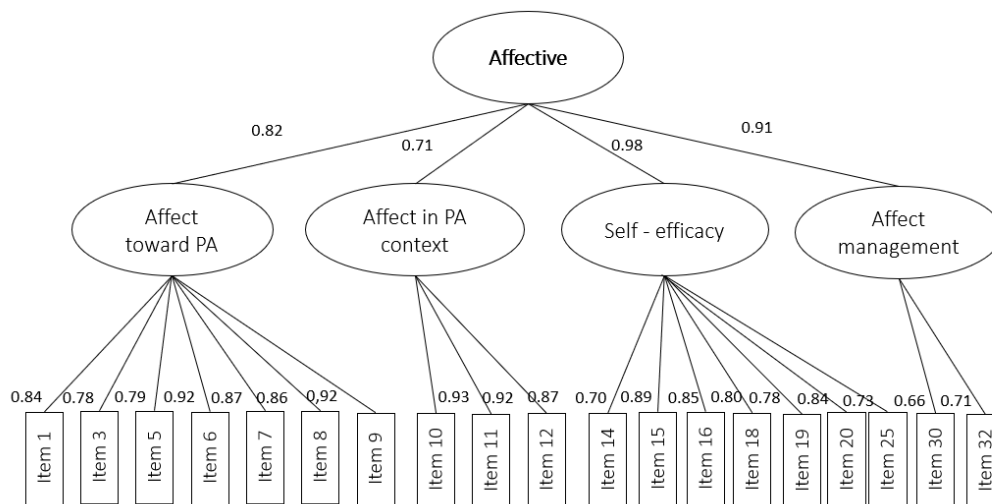 Affective
0.82
0.71
0.98
0.91
Affect
toward PA
Affect in PA
context
Self - efficacy
Affect
management
0.84
0.78
0.79
0.92
0.87
0.86
0,92
0.93
0.92
0.87
0.70
0.89
0.85
0.80
0.78
0.84
0.73
0.66
0.71
Item 1
Item 3
Item 5
Item 6
Item 7
Item 8
Item 9
Item 10
Item 11
Item 12
Item 14
Item 15
Item 16
Item 18
Item 19
Item 20
Item 25
Item 30
Item 32